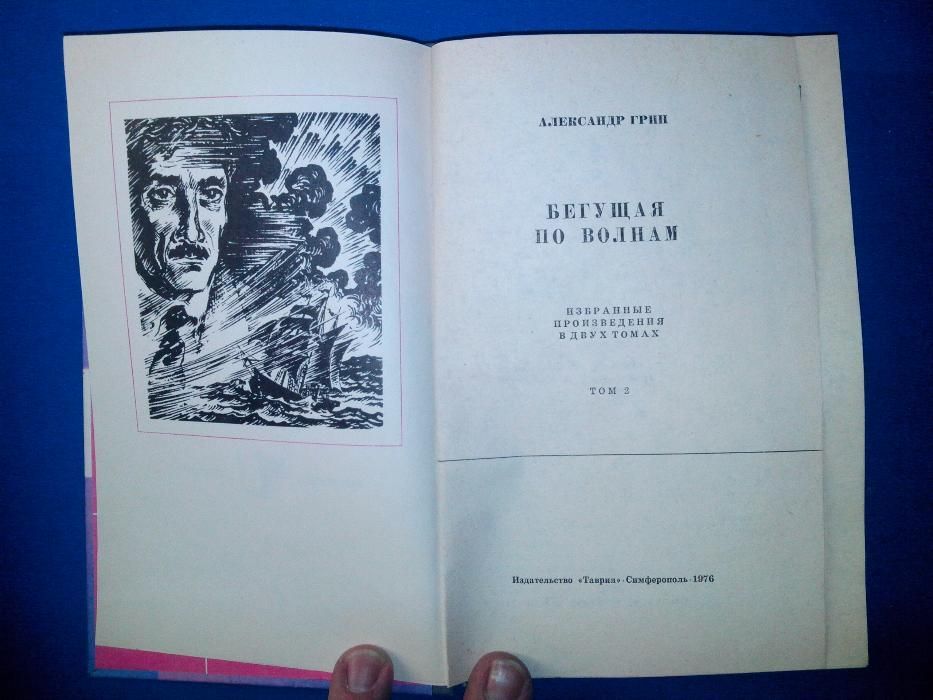 АЛЕКСАНДР ГРИН
БЕГУЩАЯ
ПО ВОЛНАМ
ИЗБРАННЫЕ
ПРОИЗВЕДЕНИЯ
В ДВУХ ТОМАХ
ТОМ 2
Издательство «Таврия»·Симферополь·1976